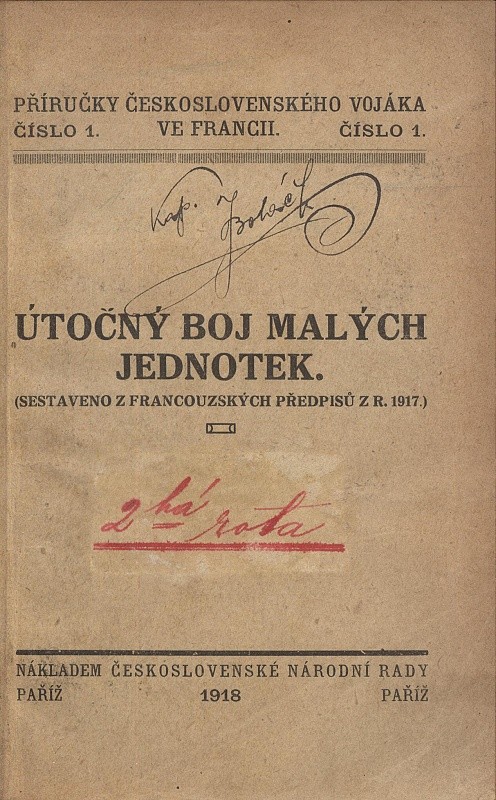 PŘÍRUČKY ČESKOSLOVENSKÉHO VOJÁKA
ČÍSLO 1. VE FRANCII. ČÍSLO 1.
Kap.
ÚTOČNÝ BOJ MALÝCH
JEDNOTEK.
(SESTAVENO Z FRANCOUZSKÝCH PŘEDPISŮ Z R. 1917.)
2há rota
NÁKLADEM ČESKOSLOVENSKÉ NÁRODNÍ RADY
PAŘÍŽ 1918 PAŘÍŽ